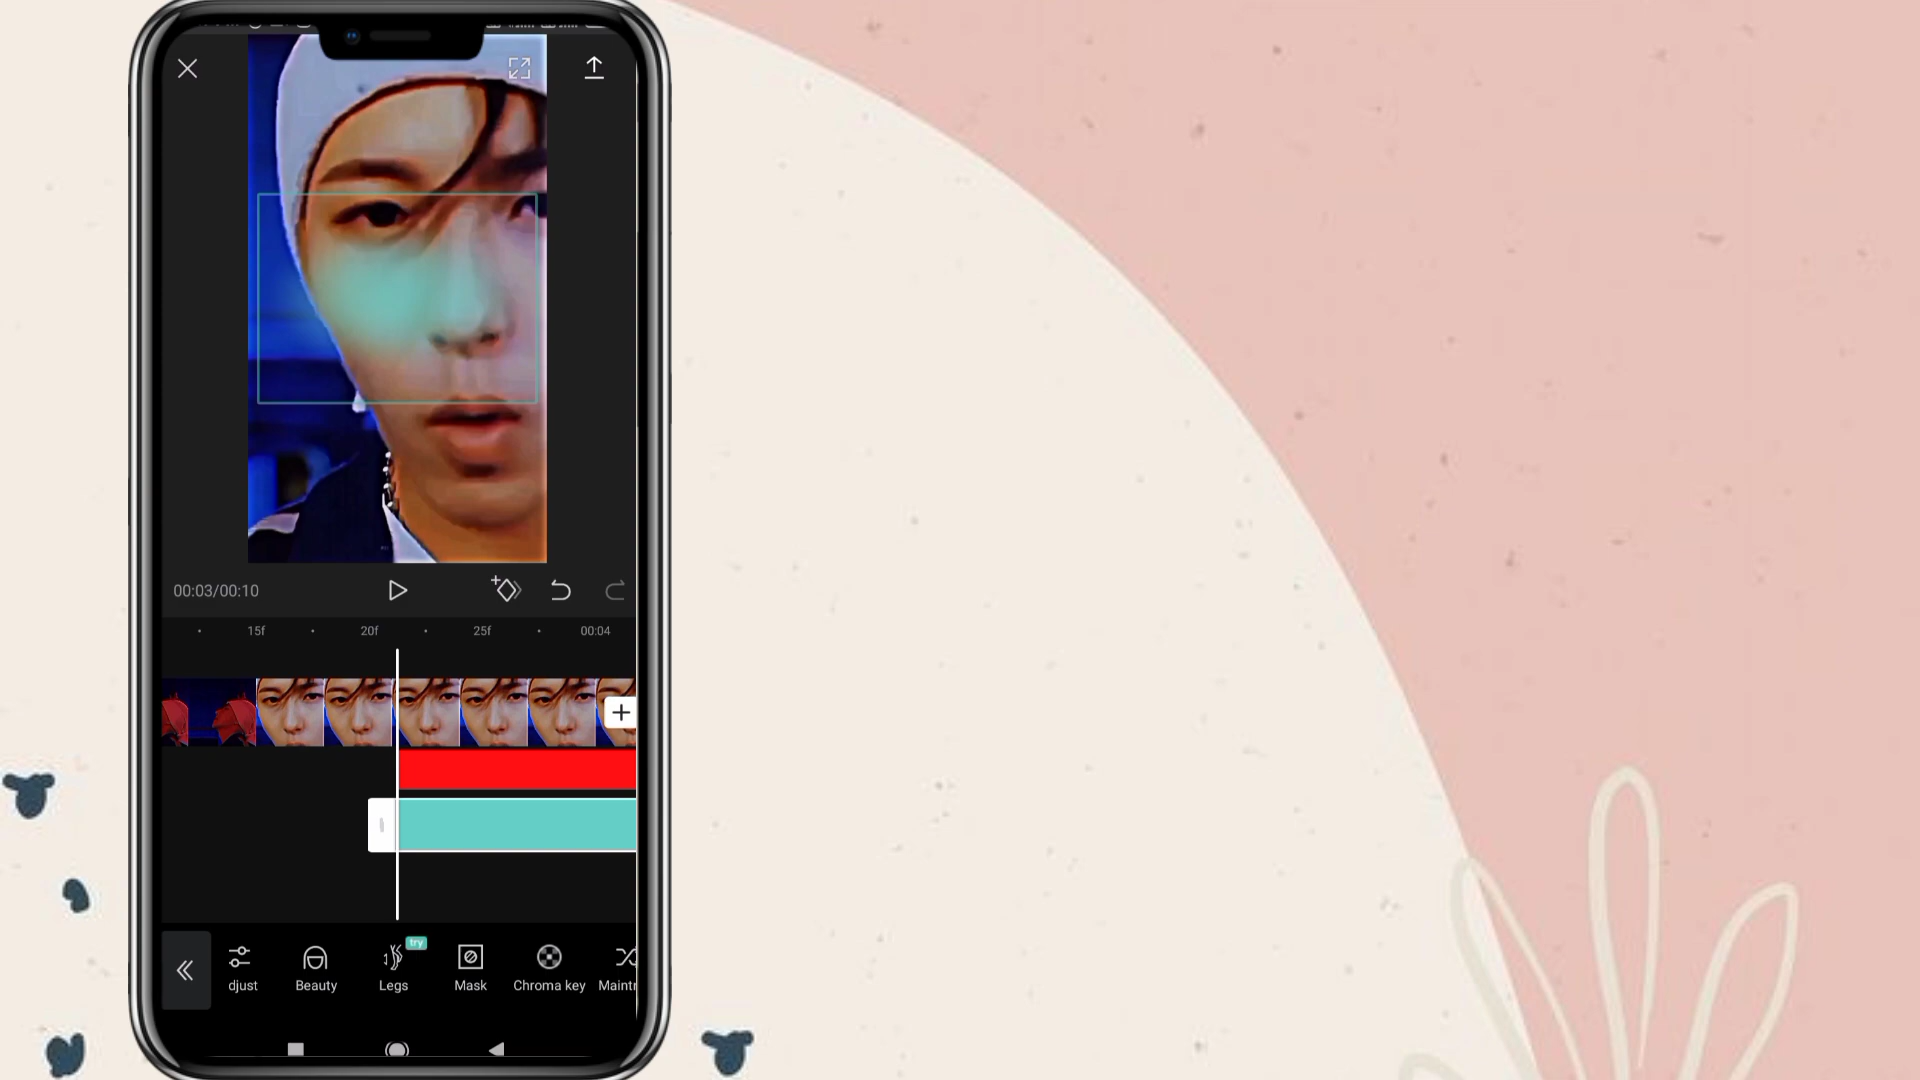 00:03/00:10
15f 20f 25f 00:04
try
djust Beauty Legs Mask Chroma key Maintr